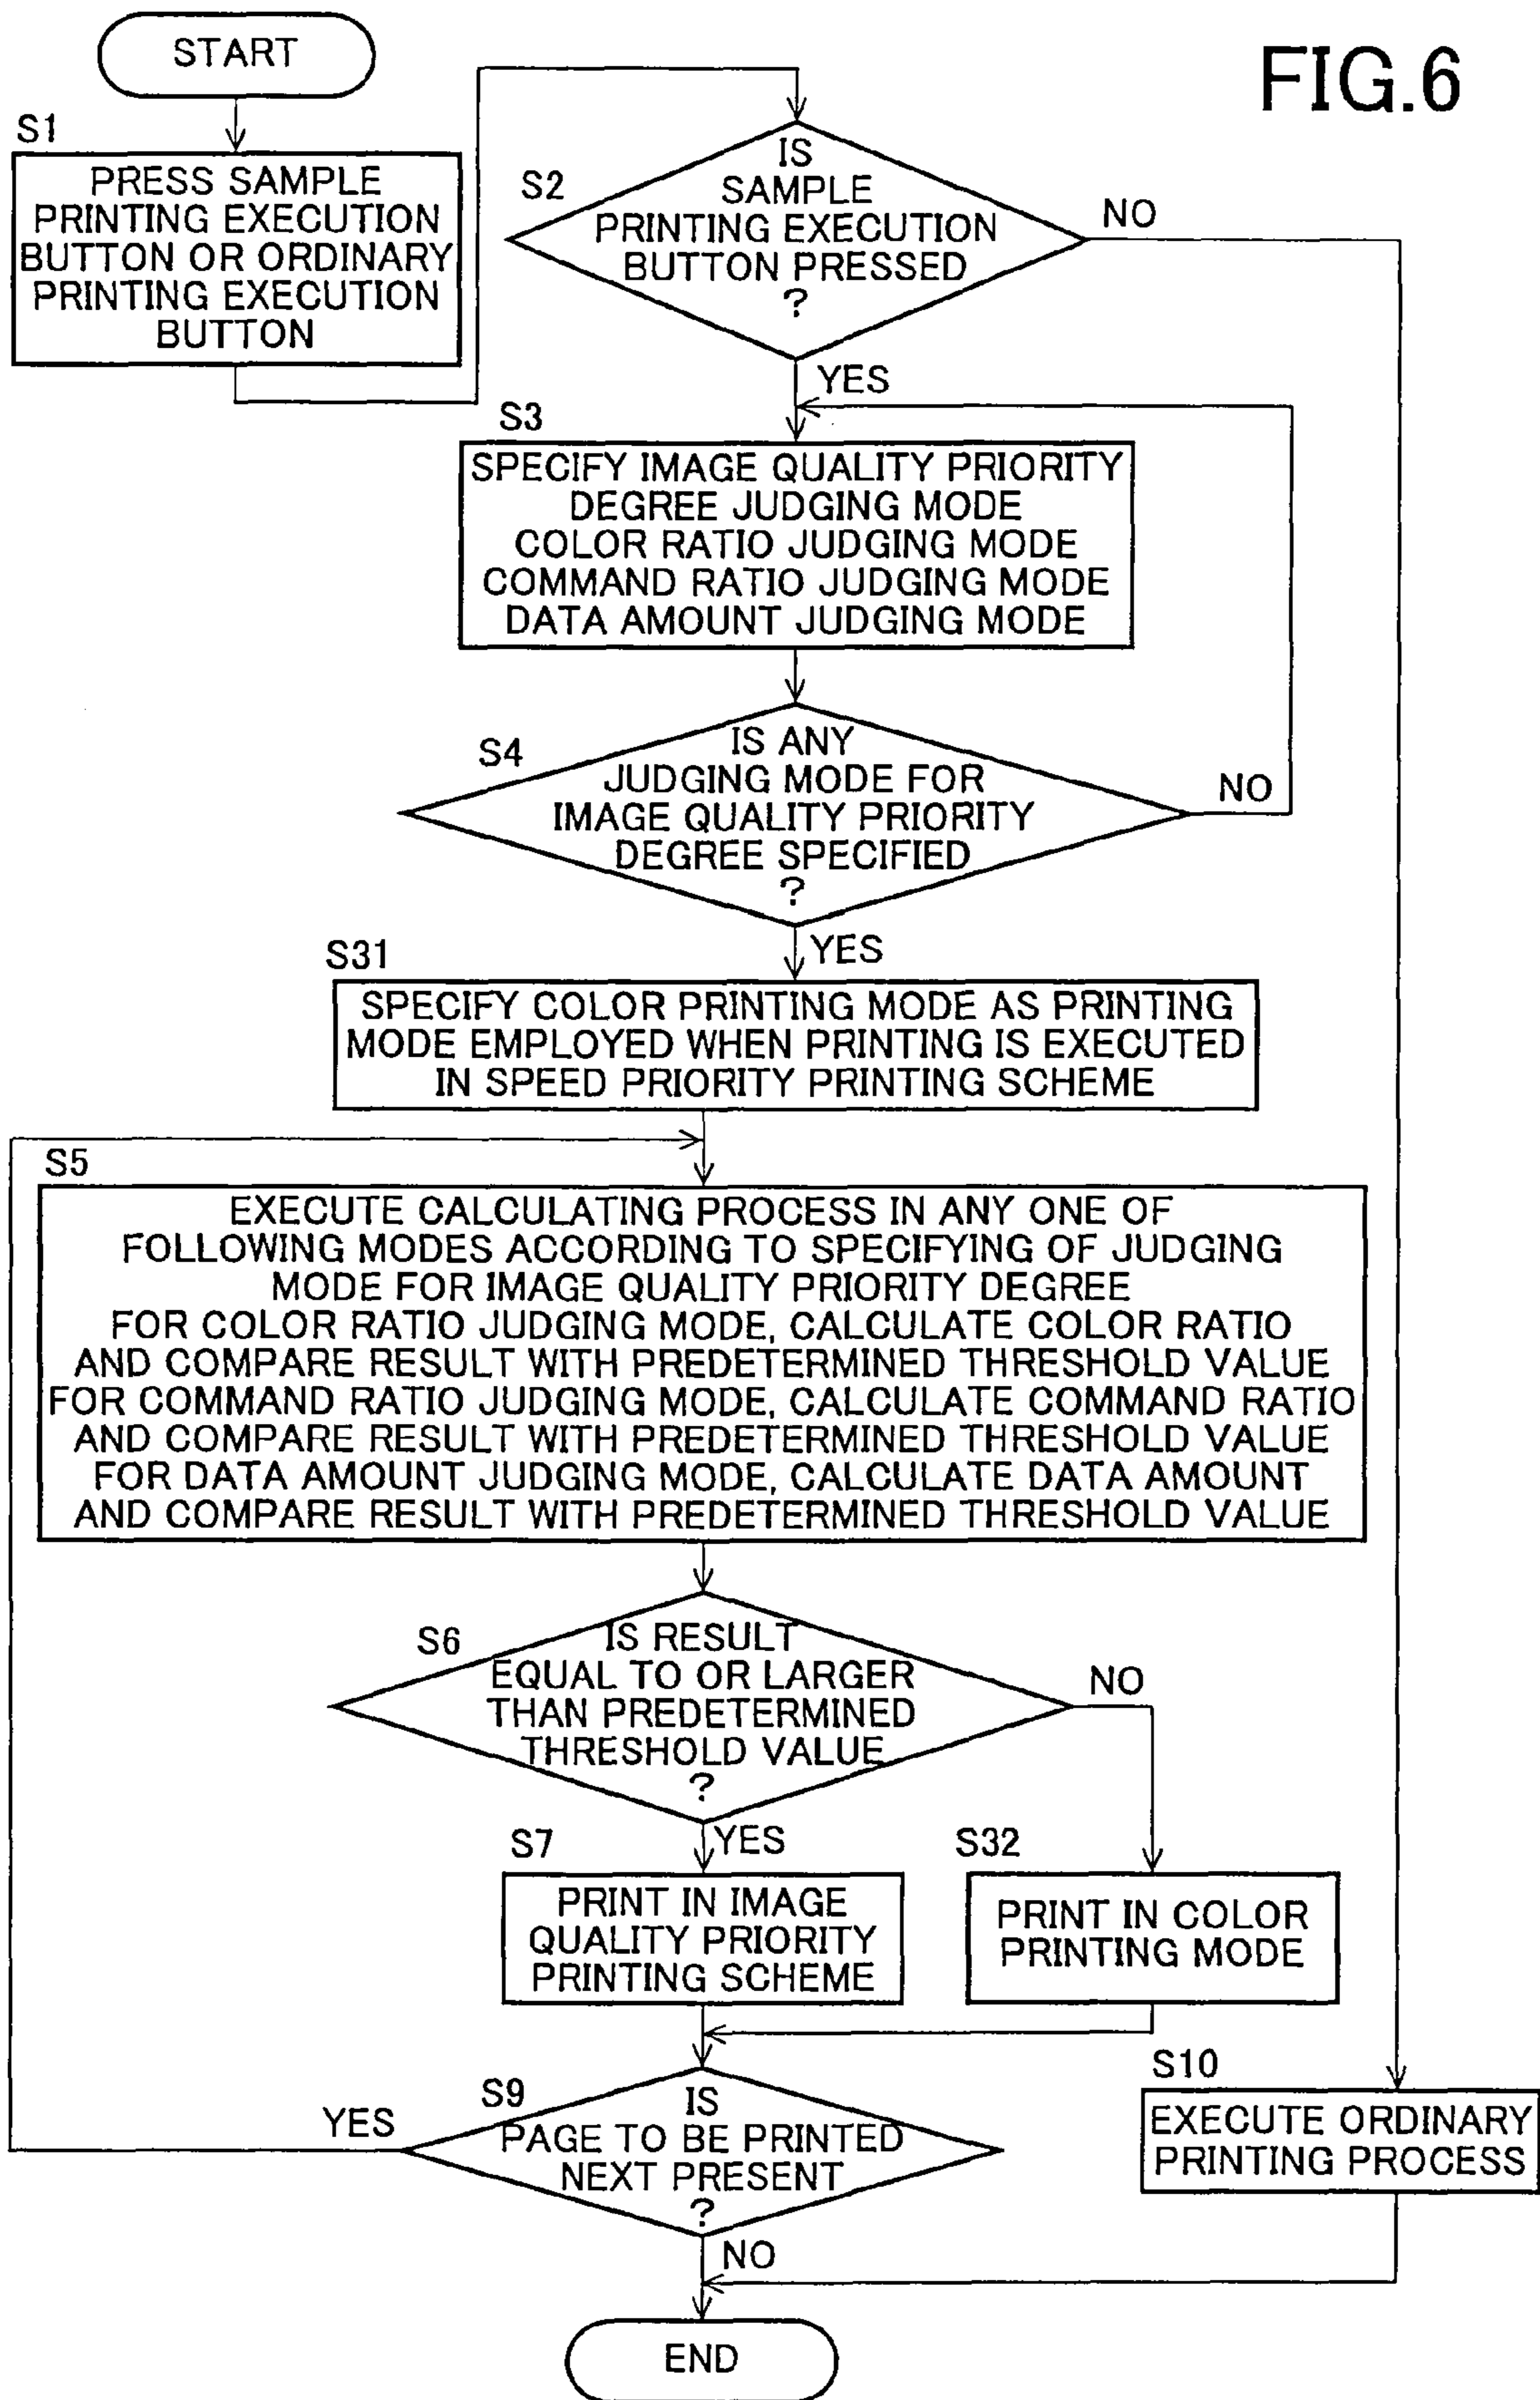 FIG.6
START
S1
PRESS SAMPLE
PRINTING EXECUTION
BUTTON OR ORDINARY
PRINTING EXECUTION
BUTTON
S2
IS
SAMPLE
PRINTING EXECUTION
BUTTON PRESSED
?
NO
YES
S3
SPECIFY IMAGE QUALITY PRIORITY
DEGREE JUDGING MODE
COLOR RATIO JUDGING MODE
COMMAND RATIO JUDGING MODE
DATA AMOUNT JUDGING MODE
S4
IS ANY
JUDGING MODE FOR
IMAGE QUALITY PRIORITY
DEGREE SPECIFIED
?
NO
YES
S31
SPECIFY COLOR PRINTING MODE AS PRINTING
MODE EMPLOYED WHEN PRINTING IS EXECUTED
IN SPEED PRIORITY PRINTING SCHEME
S5
EXECUTE CALCULATING PROCESS IN ANY ONE OF
FOLLOWING MODES ACCORDING TO SPECIFYING OF JUDGING
MODE FOR IMAGE QUALITY PRIORITY DEGREE
FOR COLOR RATIO JUDGING MODE, CALCULATE COLOR RATIO
AND COMPARE RESULT WITH PREDETERMINED THRESHOLD VALUE
FOR COMMAND RATIO JUDGING MODE, CALCULATE COMMAND RATIO
AND COMPARE RESULT WITH PREDETERMINED THRESHOLD VALUE
FOR DATA AMOUNT JUDGING MODE, CALCULATE DATA AMOUNT
AND COMPARE RESULT WITH PREDETERMINED THRESHOLD VALUE
S6
IS RESULT
EQUAL TO OR LARGER
THAN PREDETERMINED
THRESHOLD VALUE
?
NO
YES
S7
PRINT IN IMAGE
QUALITY PRIORITY
PRINTING SCHEME
S32
PRINT IN COLOR
PRINTING MODE
S9
IS
PAGE TO BE PRINTED
NEXT PRESENT
?
YES
NO
S10
EXECUTE ORDINARY
PRINTING PROCESS
END